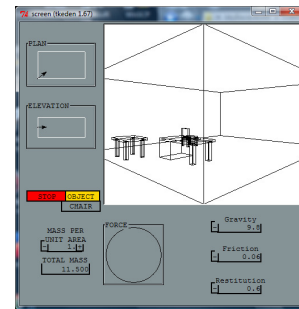 screen (tkeden 1.67)
PLAN
ELEVATION
STOP OBJECT
CHAIR
MASS PER
UNIT AREA
- 1. +
TOTAL MASS
11.500
FORCE
Gravity
- 9.8
Friction
- 0.06
Restitution
- 0.6